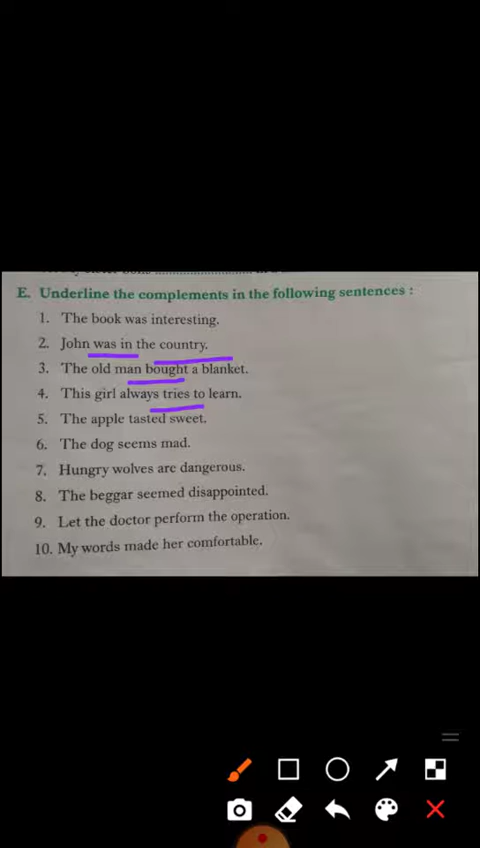 E. Underline the complements in the following sentences :
1. The book was interesting.
2. John was in the country.
3. The old man bought a blanket.
4. This girl always tries to learn.
5. The apple tasted sweet.
6. The dog seems mad.
7. Hungry wolves are dangerous.
8. The beggar seemed disappointed.
9. Let the doctor perform the operation.
10. My words made her comfortable.